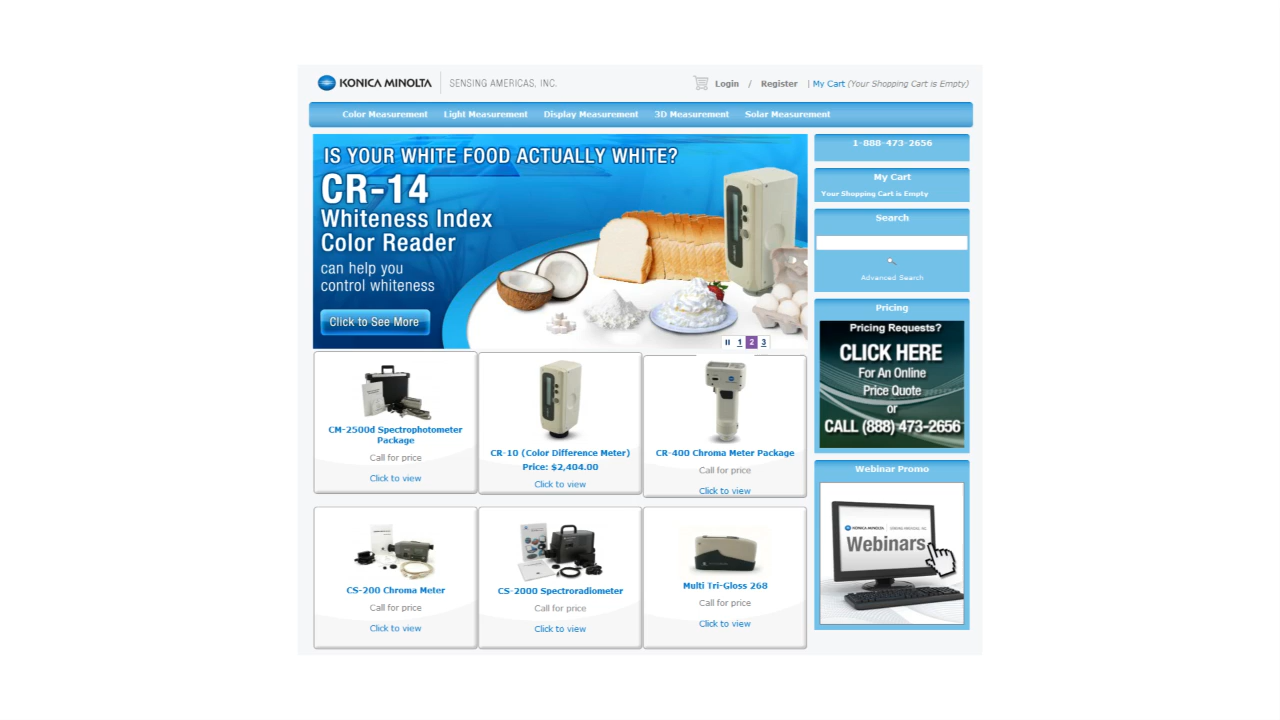 KONICA MINOLTA | SENSING AMERICAS, INC.
Login / Register | My Cart (Your Shopping Cart is Empty)
Color Measurement Light Measurement Display Measurement 3D Measurement Solar Measurement
IS YOUR WHITE FOOD ACTUALLY WHITE?
CR-14
Whiteness Index
Color Reader
can help you
control whiteness
Click to See More
1 2 3
1-888-473-2656
My Cart
Your Shopping Cart is Empty
Search
Advanced Search
Pricing
Pricing Requests?
CLICK HERE
For An Online
Price Quote
or
CALL (888) 473-2656
Webinar Promo
KONICA MINOLTA
Webinars
CM-2500d Spectrophotometer
Package
Call for price
Click to view
CR-10 (Color Difference Meter)
Price: $2,404.00
Click to view
CR-400 Chroma Meter Package
Call for price
Click to view
CS-200 Chroma Meter
Call for price
Click to view
CS-2000 Spectroradiometer
Call for price
Click to view
Multi Tri-Gloss 268
Call for price
Click to view